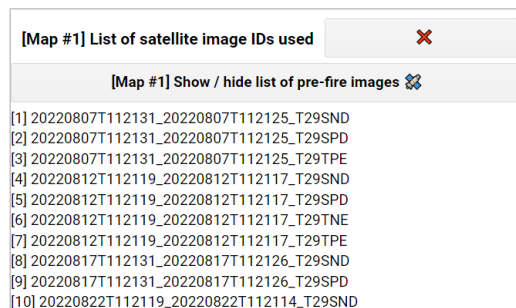 [Map #1] List of satellite image IDs used
[Map #1] Show / hide list of pre-fire images
[1] 20220807T112131_20220807T112125_T29SND
[2] 20220807T112131_20220807T112125_T29SPD
[3] 20220807T112131_20220807T112125_T29TPE
[4] 20220812T112119_20220812T112117_T29SND
[5] 20220812T112119_20220812T112117_T29SPD
[6] 20220812T112119_20220812T112117_T29TNE
[7] 20220812T112119_20220812T112117_T29TPE
[8] 20220817T112131_20220817T112126_T29SND
[9] 20220817T112131_20220817T112126_T29SPD
[10] 20220822T112119_20220822T112114_T29SND